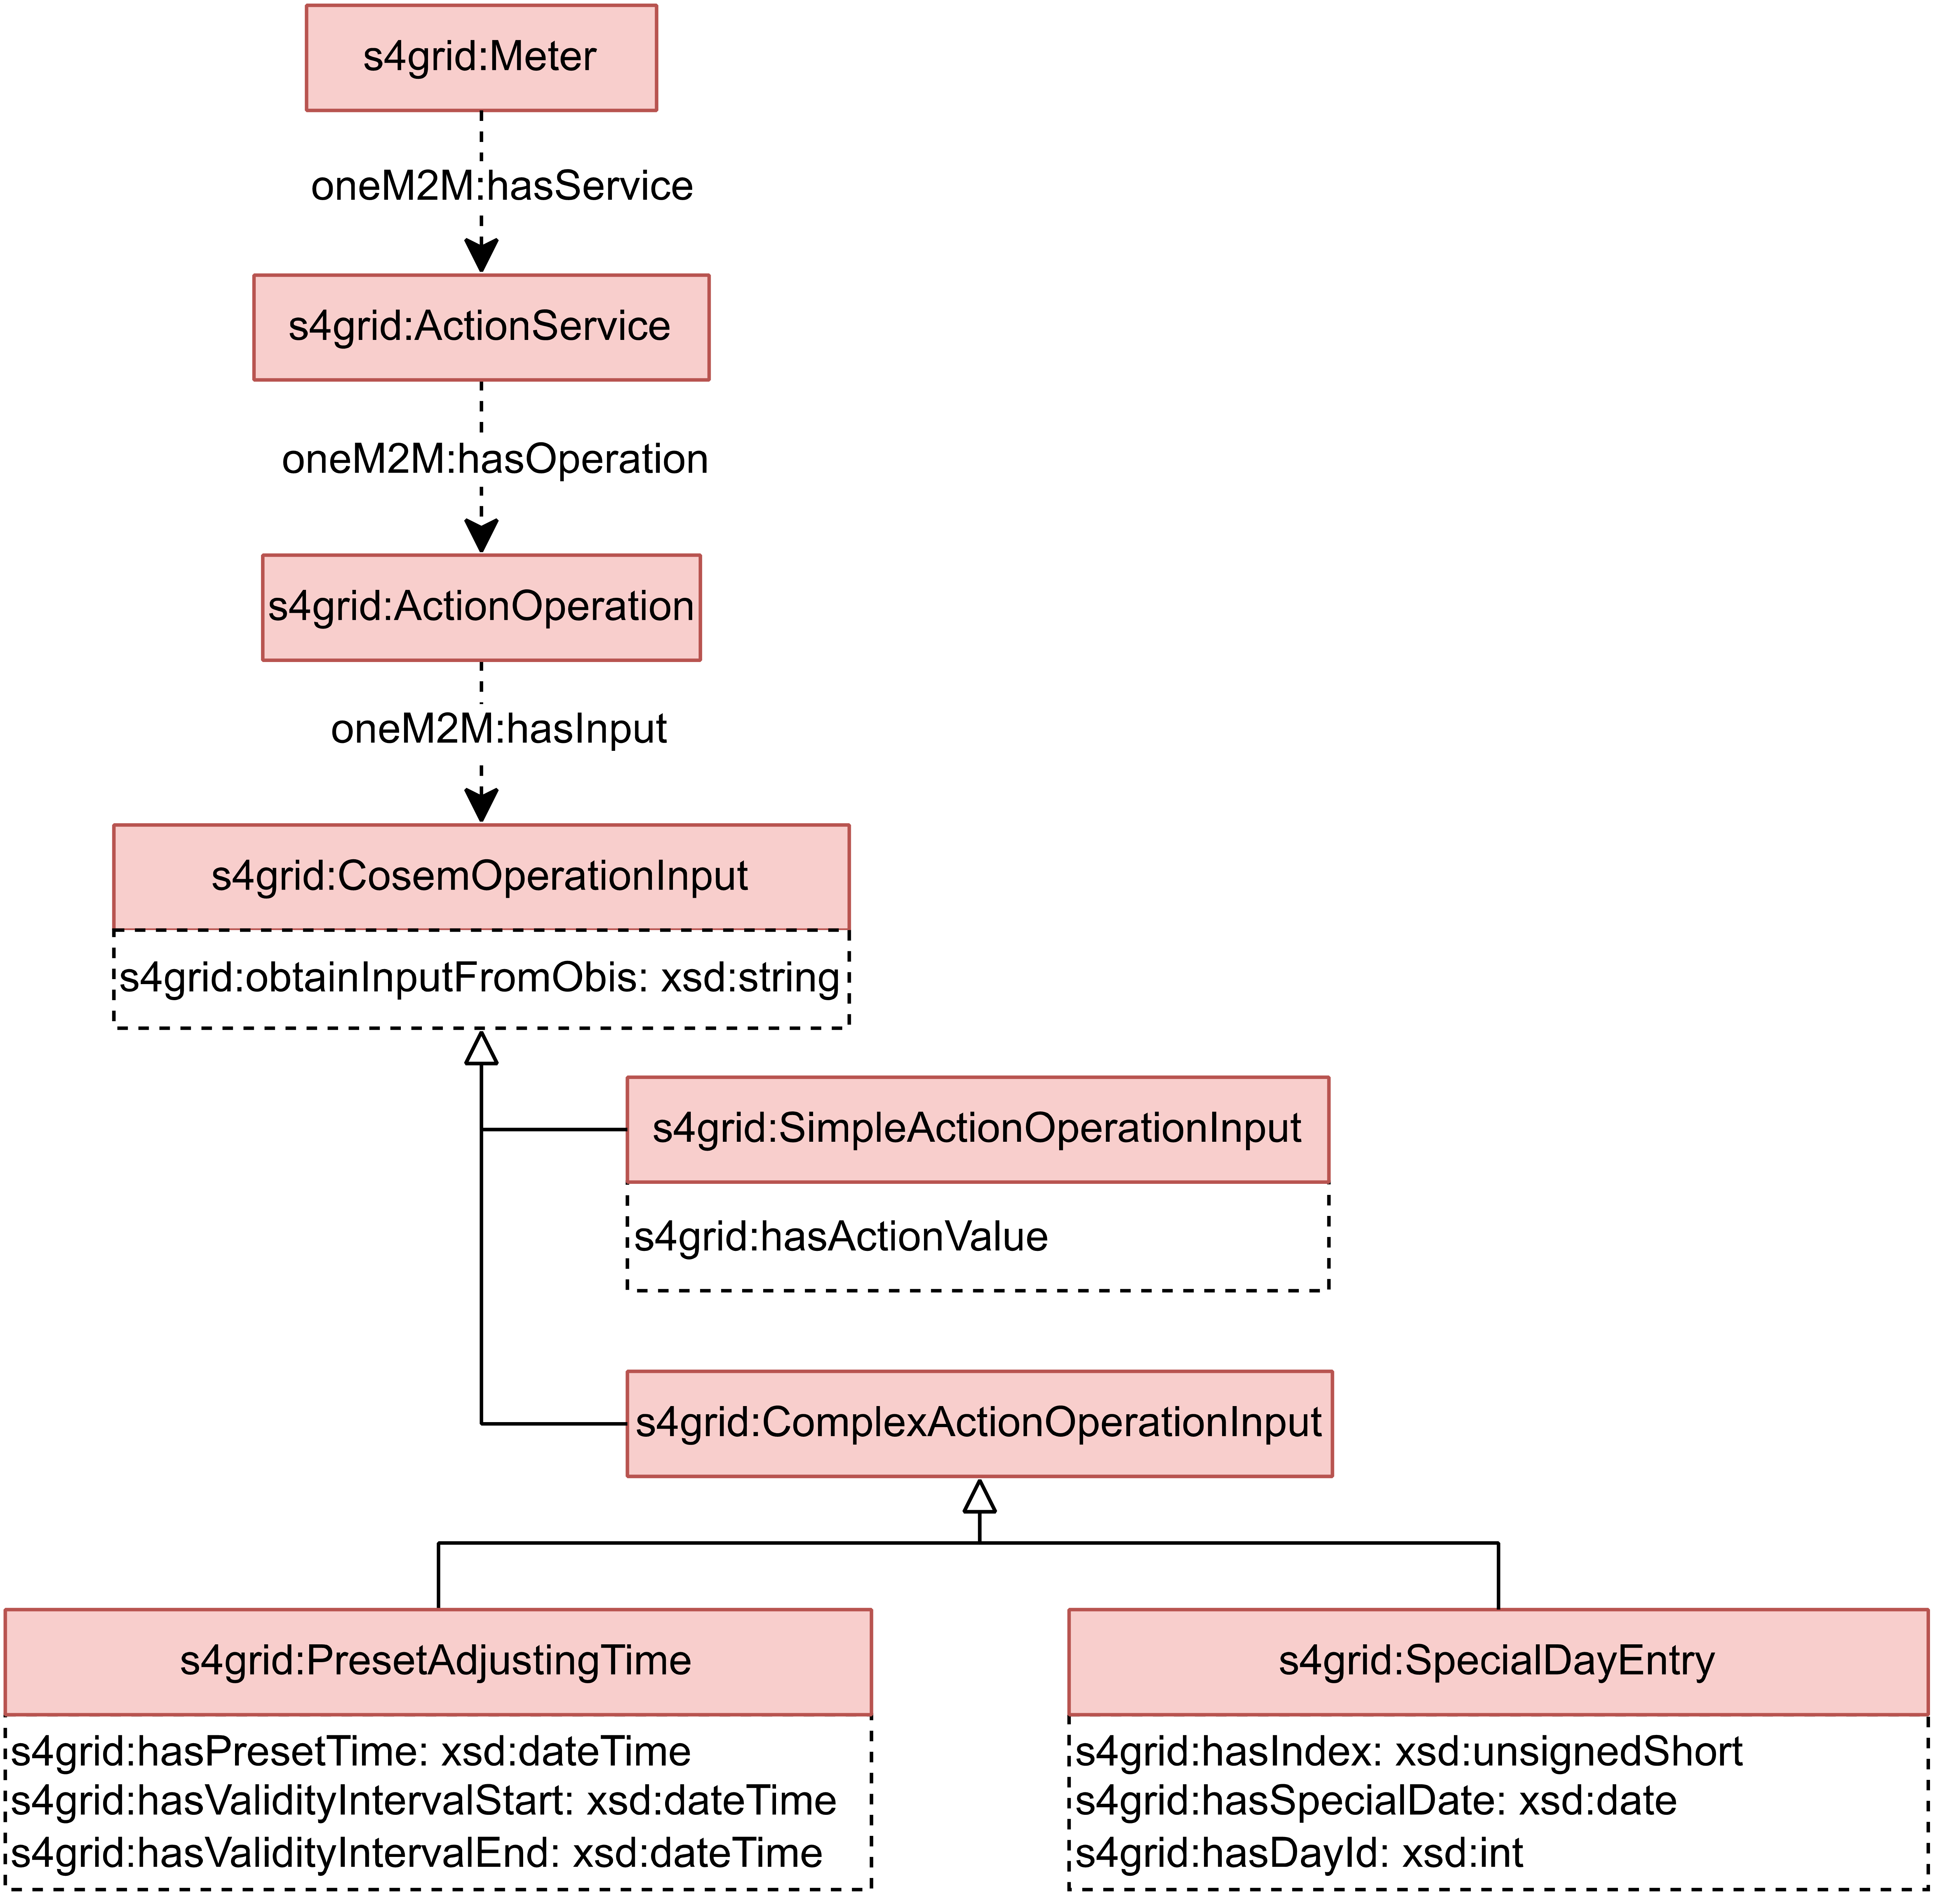 s4grid:Meter
oneM2M:hasService
s4grid:ActionService
oneM2M:hasOperation
s4grid:ActionOperation
oneM2M:hasInput
s4grid:CosemOperationInput
s4grid:obtainInputFromObis: xsd:string
s4grid:SimpleActionOperationInput
s4grid:hasActionValue
s4grid:ComplexActionOperationInput
s4grid:PresetAdjustingTime
s4grid:hasPresetTime: xsd:dateTime
s4grid:hasValidityIntervalStart: xsd:dateTime
s4grid:hasValidityIntervalEnd: xsd:dateTime
s4grid:SpecialDayEntry
s4grid:hasIndex: xsd:unsignedShort
s4grid:hasSpecialDate: xsd:date
s4grid:hasDayId: xsd:int